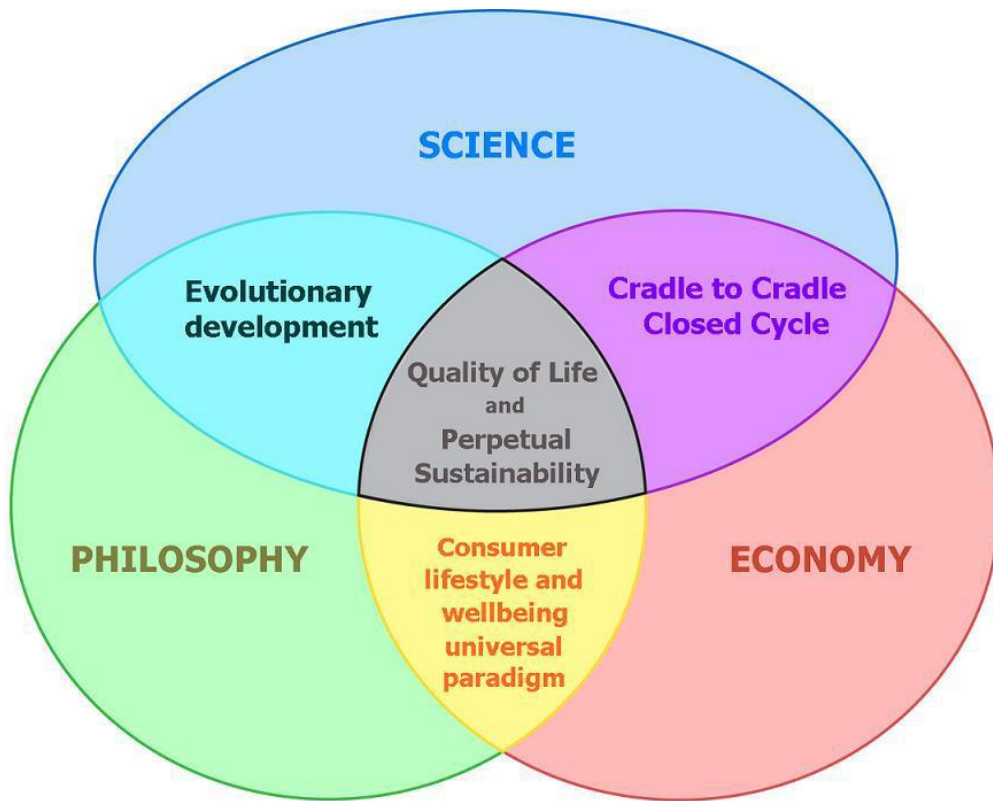 SCIENCE
Evolutionary
development
Cradle to Cradle
Closed Cycle
Quality of Life
and
Perpetual
Sustainability
PHILOSOPHY
Consumer
lifestyle and
wellbeing
universal
paradigm
ECONOMY